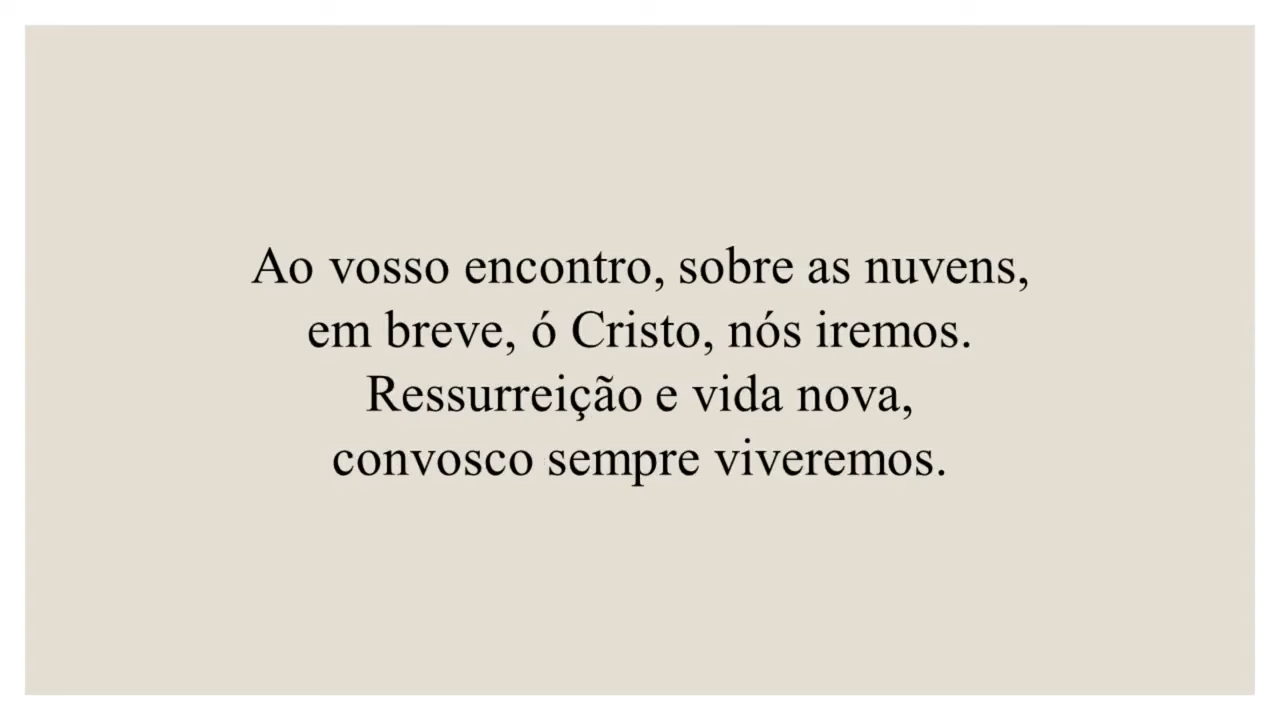 Ao vosso encontro, sobre as nuvens,
em breve, ó Cristo, nós iremos.
Ressurreição e vida nova,
convosco sempre viveremos.